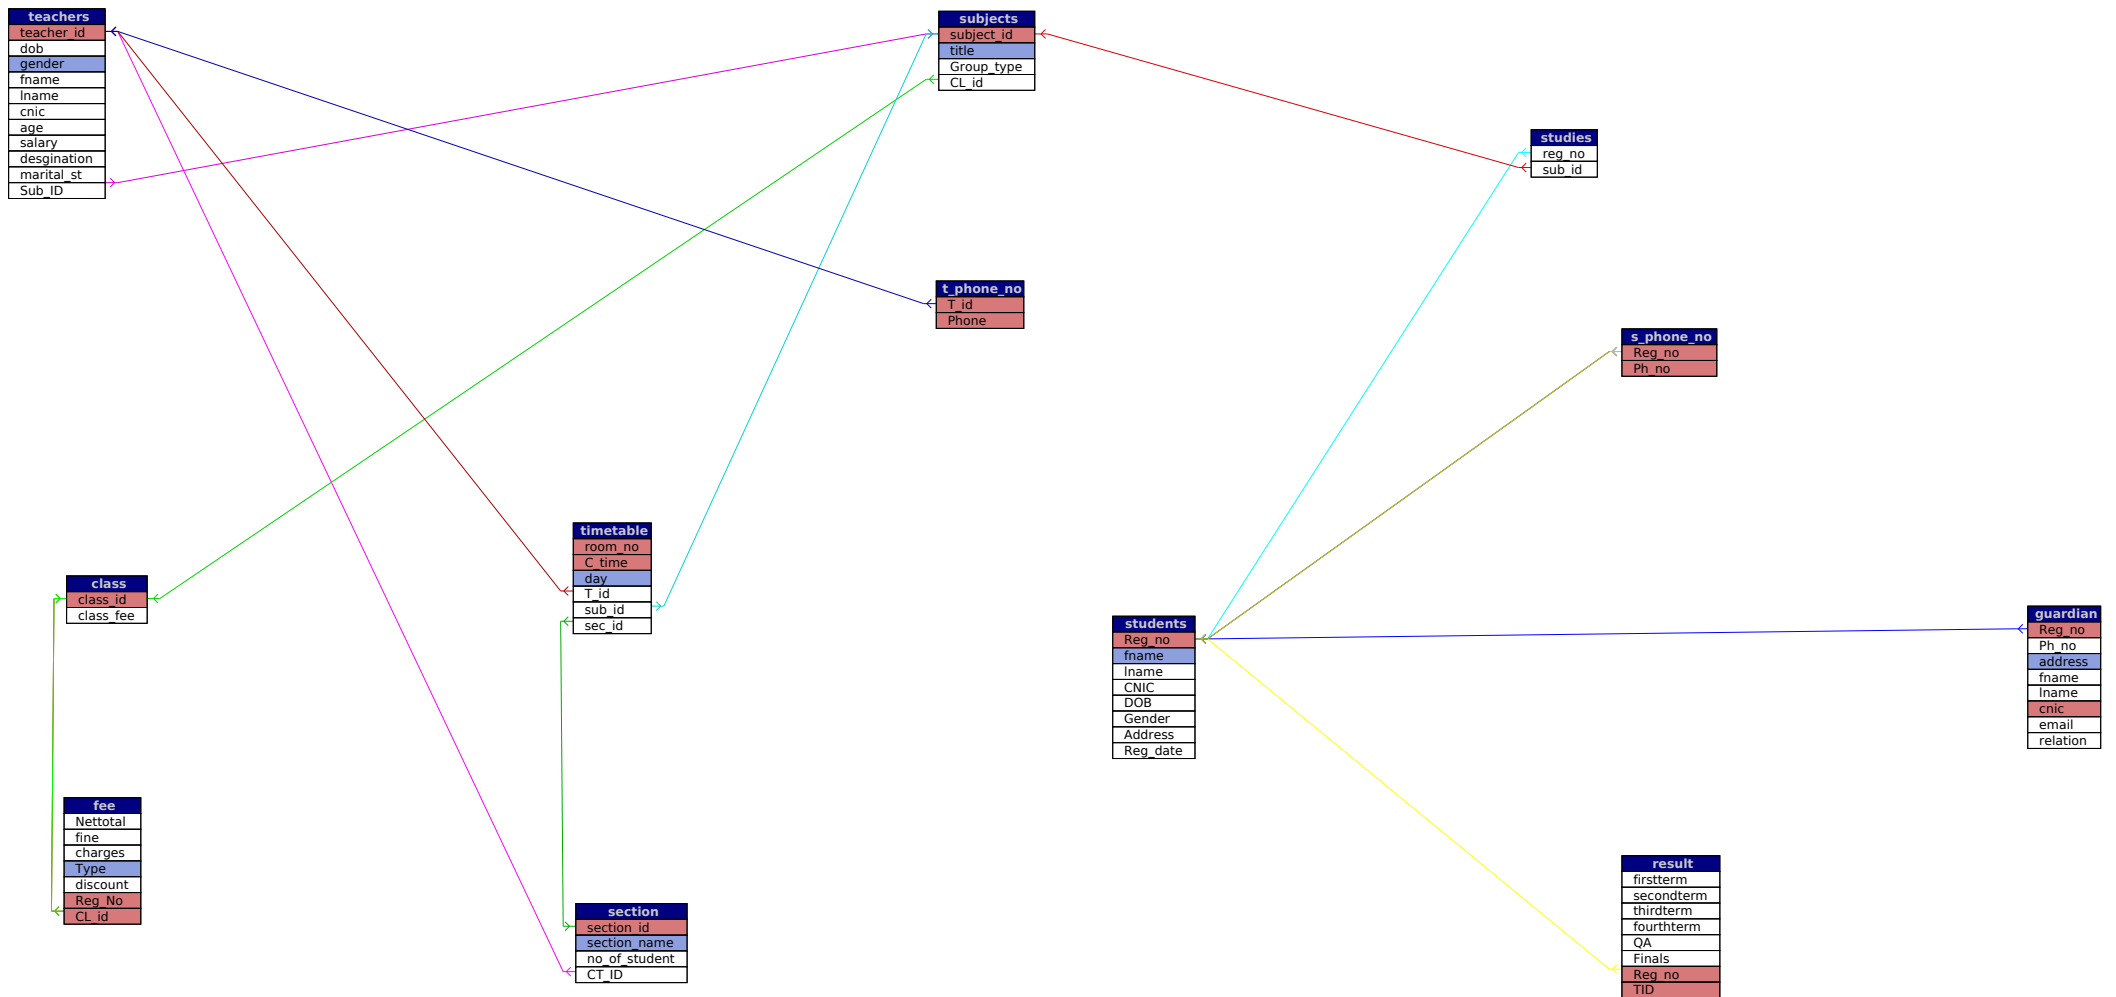 teachers
teacher_id
dob
gender
fname
lname
cnic
age
salary
desgination
marital_st
Sub_ID
subjects
subject_id
title
Group_type
CL_id
studies
reg_no
sub_id
t_phone_no
T_id
Phone
s_phone_no
Reg_no
Ph_no
timetable
room_no
C_time
day
T_id
sub_id
sec_id
class
class_id
class_fee
students
Reg_no
fname
lname
CNIC
DOB
Gender
Address
Reg_date
guardian
Reg_no
Ph_no
address
fname
lname
cnic
email
relation
fee
Nettotal
fine
charges
Type
discount
Reg_No
CL_id
section
section_id
section_name
no_of_student
CT_ID
result
firstterm
secondterm
thirdterm
fourthterm
QA
Finals
Reg_no
TID